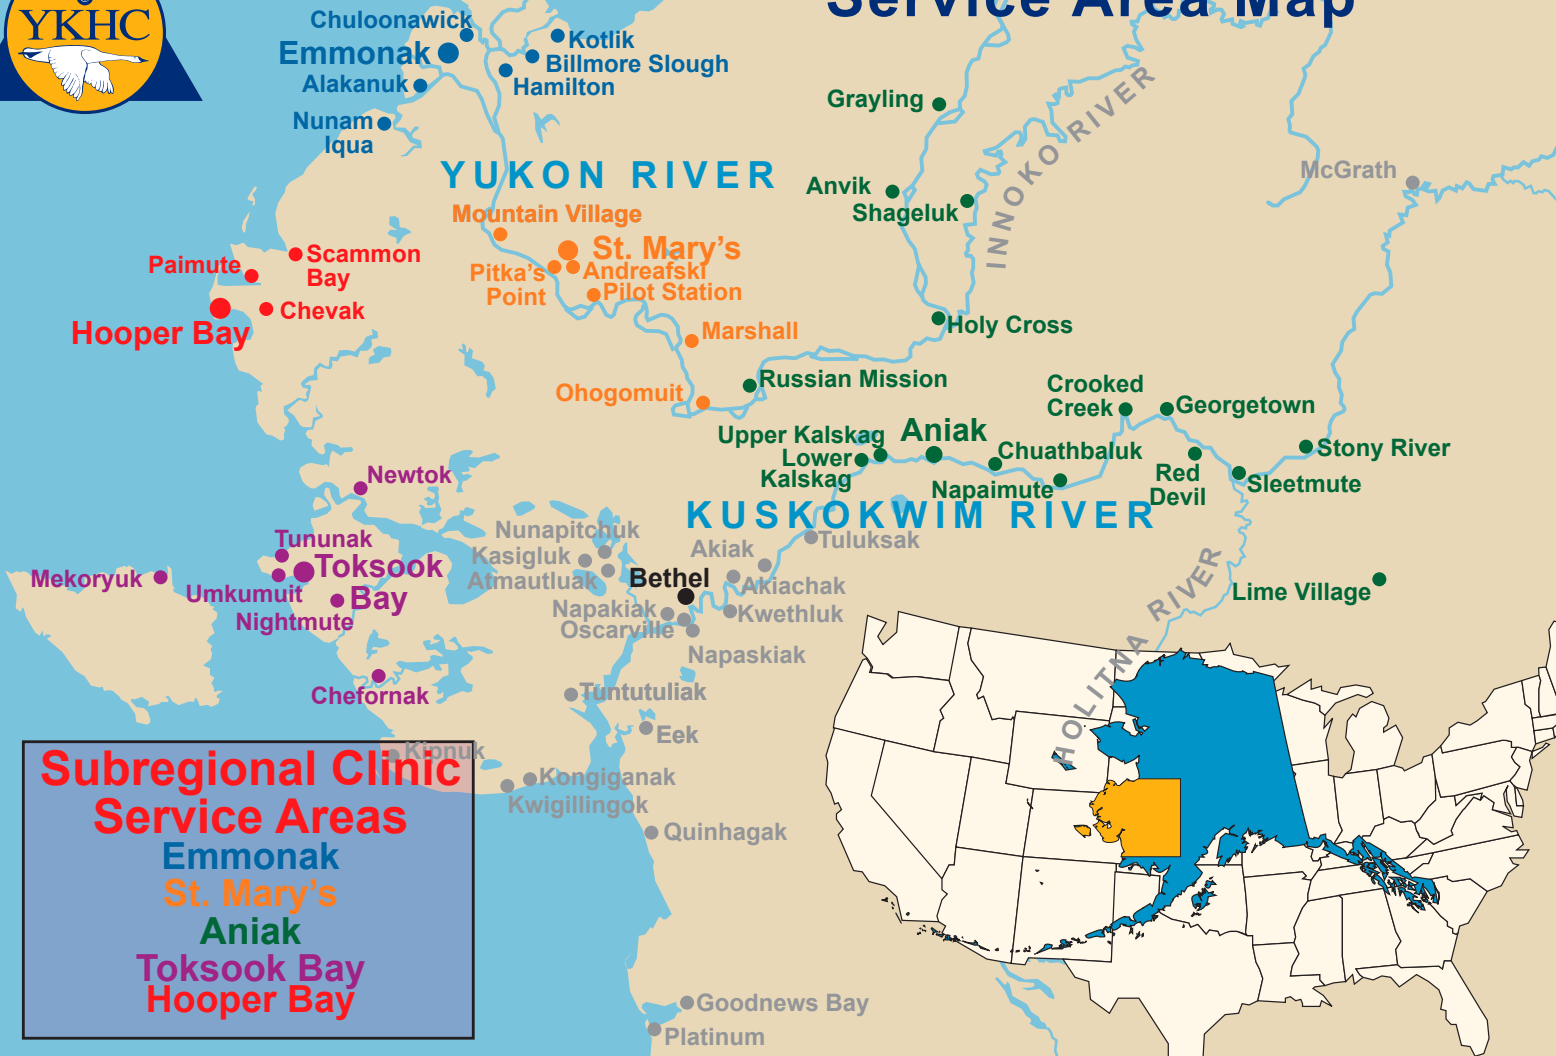 Service Area Map
YKHC
Chuloonawick
Emmonak
Alakanuk
Nunam
Iqua
Kotlik
Billmore Slough
Hamilton
YUKON RIVER
Grayling
Anvik
Shageluk
INNOKO RIVER
McGrath
Mountain Village
St. Mary's
Pitka's
Point
Andreafski
Pilot Station
Marshall
Ohogomuit
Paimute
Scammon
Bay
Chevak
Hooper Bay
Holy Cross
Russian Mission
Crooked
Creek
Georgetown
Upper Kalskag
Lower
Kalskag
Aniak
Chuathbaluk
Napaimute
Red
Devil
Stony River
Sleetmute
KUSKOKWIM RIVER
Lime Village
HOLITNA RIVER
Newtok
Tununak
Toksook
Bay
Mekoryuk
Umkumuit
Nightmute
Chefornak
Nunapitchuk
Kasigluk
Atmautluak
Bethel
Akiak
Tuluksak
Akiachak
Kwethluk
Napakiak
Oscarville
Napaskiak
Tuntutuliak
Eek
Kipnuk
Kongiganak
Kwigillingok
Quinhagak
Goodnews Bay
Platinum
Subregional Clinic
Service Areas
Emmonak
St. Mary's
Aniak
Toksook Bay
Hooper Bay